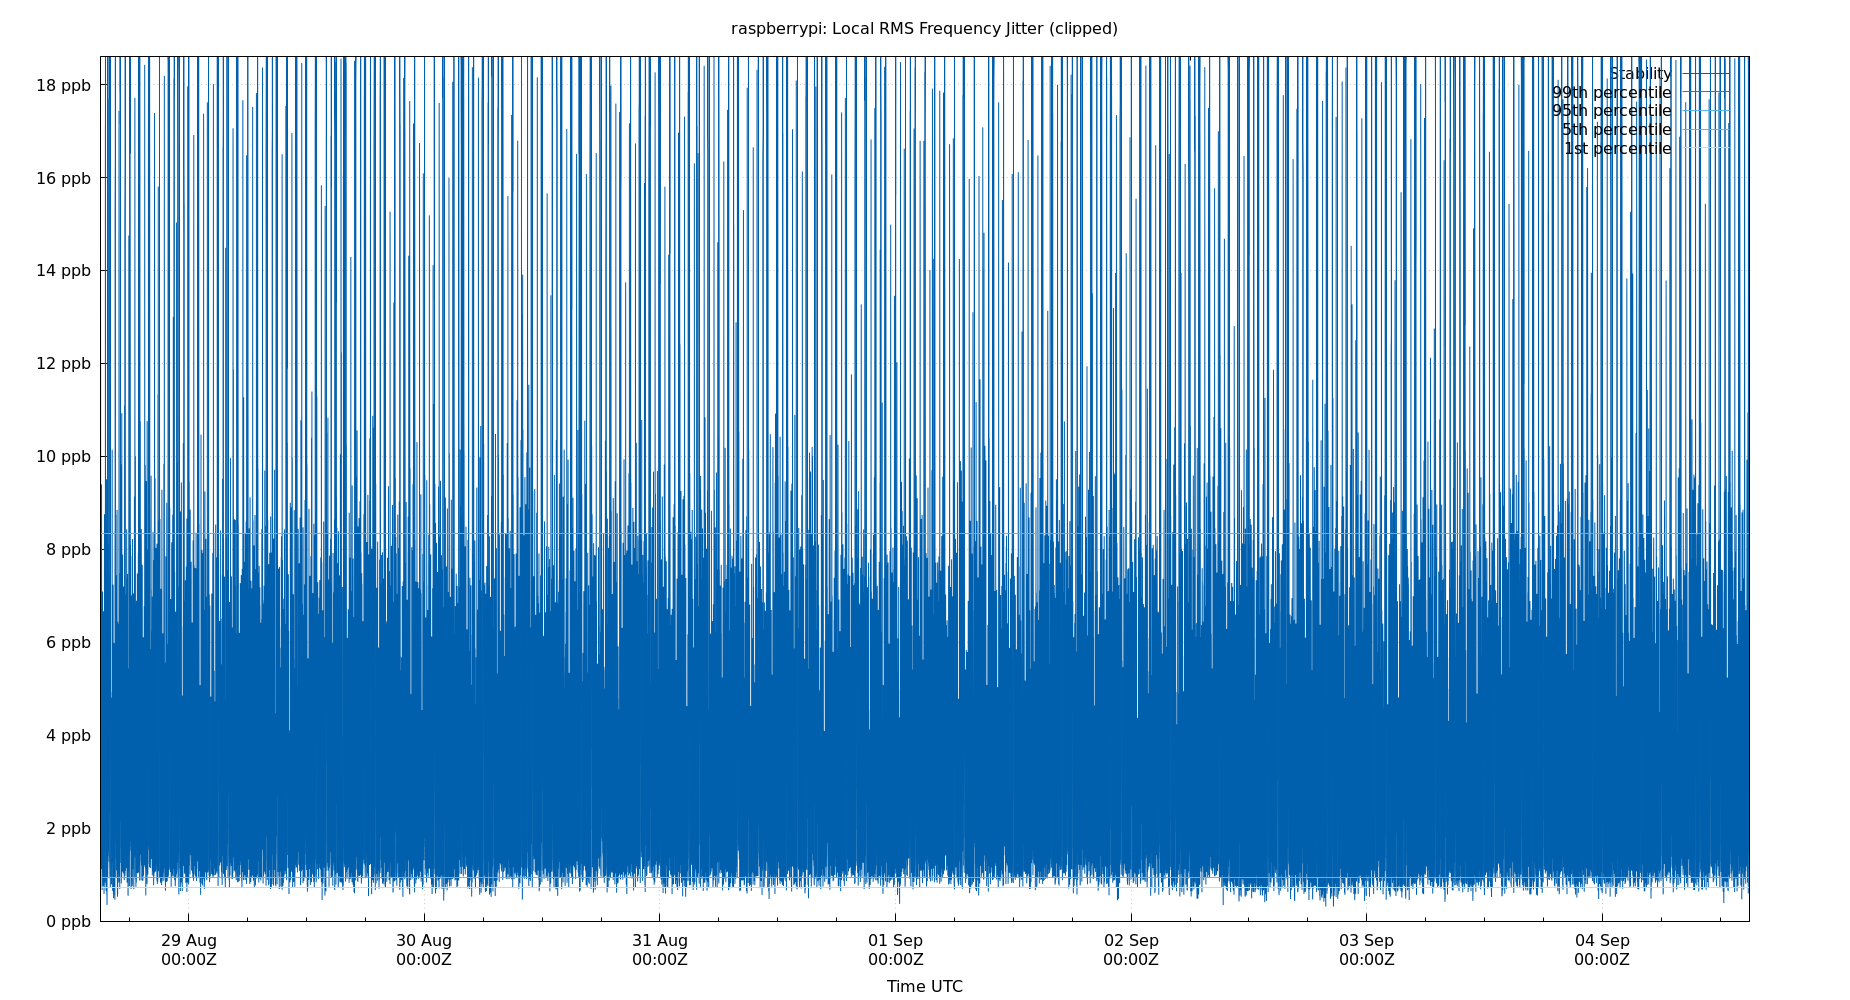 raspberrypi: Local RMS Frequency Jitter (clipped)
18 ppb
16 ppb
14 ppb
12 ppb
10 ppb
8 ppb
6 ppb
4 ppb
2 ppb
0 ppb
Stability
99th percentile
95th percentile
5th percentile
1st percentile
29 Aug 30 Aug 31 Aug 01 Sep 02 Sep 03 Sep 04 Sep
00:00Z 00:00Z 00:00Z 00:00Z 00:00Z 00:00Z 00:00Z
Time UTC